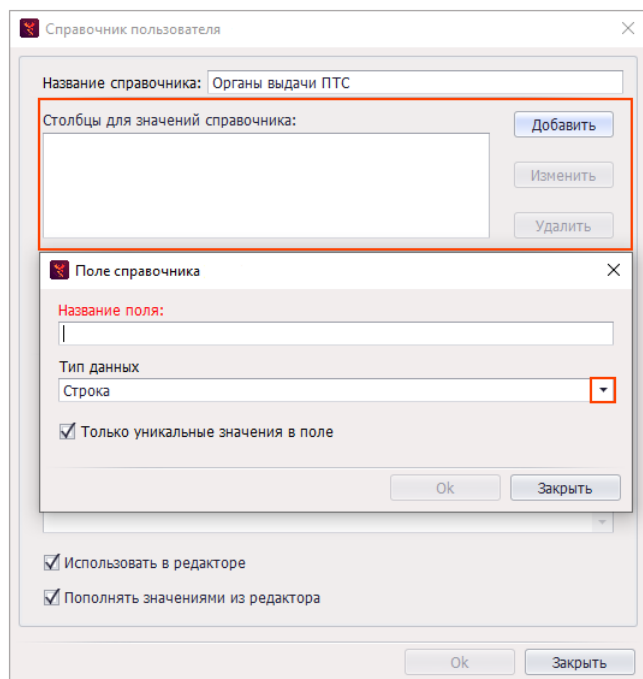 Справочник пользователя
Название справочника: Органы выдачи ПТС
Столбцы для значений справочника:
Добавить
Изменить
Удалить
Поле справочника
Название поля:
Тип данных
Строка
Только уникальные значения в поле
Ok Закрыть
Использовать в редакторе
Пополнять значениями из редактора
Ok Закрыть